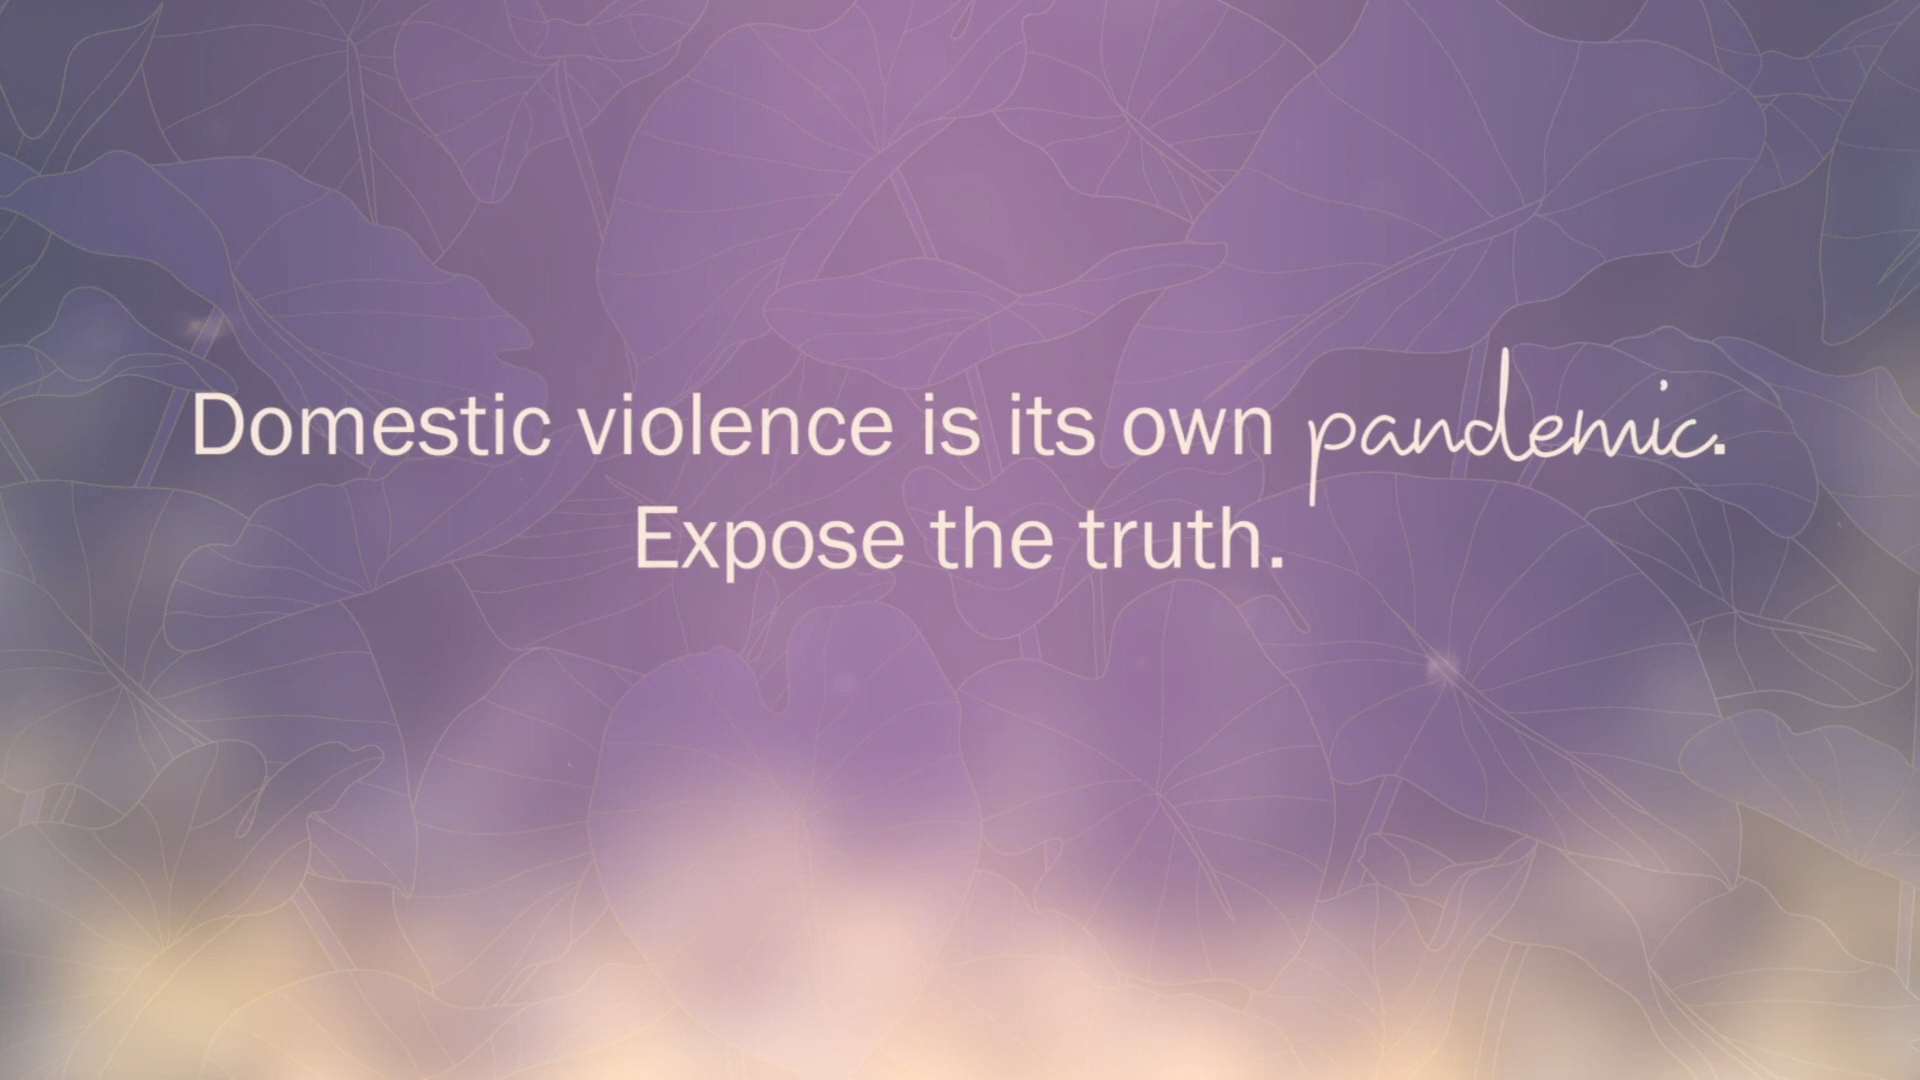 Domestic violence is its own pandemic.
Expose the truth.